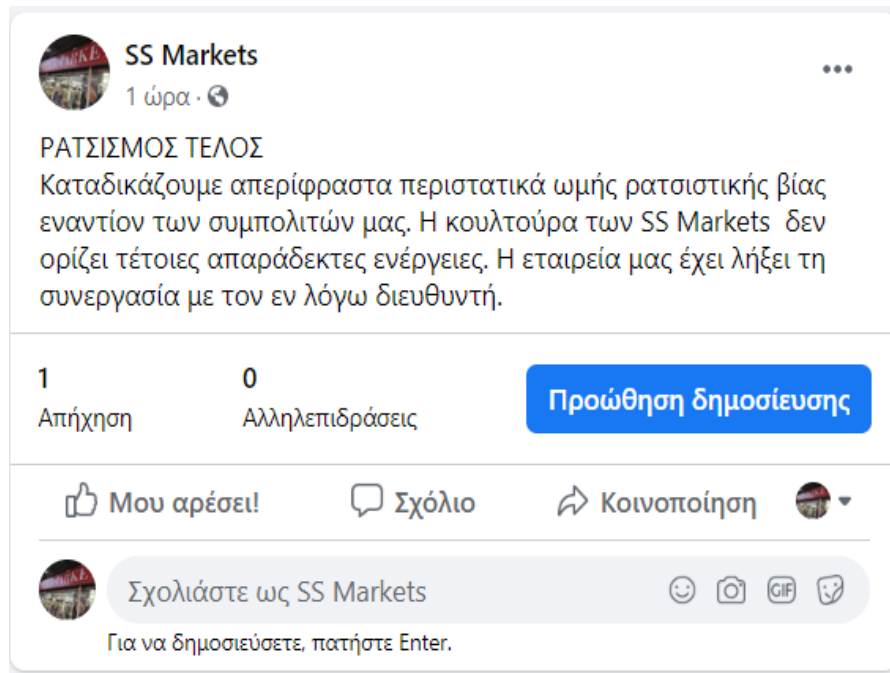 SS Markets
1 ώρα ·
ΡΑΤΣΙΣΜΟΣ ΤΕΛΟΣ
Καταδικάζουμε απερίφραστα περιστατικά ωμής ρατσιστικής βίας
εναντίον των συμπολιτών μας. Η κουλτούρα των SS Markets δεν
ορίζει τέτοιες απαράδεκτες ενέργειες. Η εταιρεία μας έχει λήξει τη
συνεργασία με τον εν λόγω διευθυντή.
1 0
Απήχηση Αλληλεπιδράσεις Προώθηση δημοσίευσης
Μου αρέσει! Σχόλιο Κοινοποίηση
Σχολιάστε ως SS Markets GIF
Για να δημοσιεύσετε, πατήστε Enter.